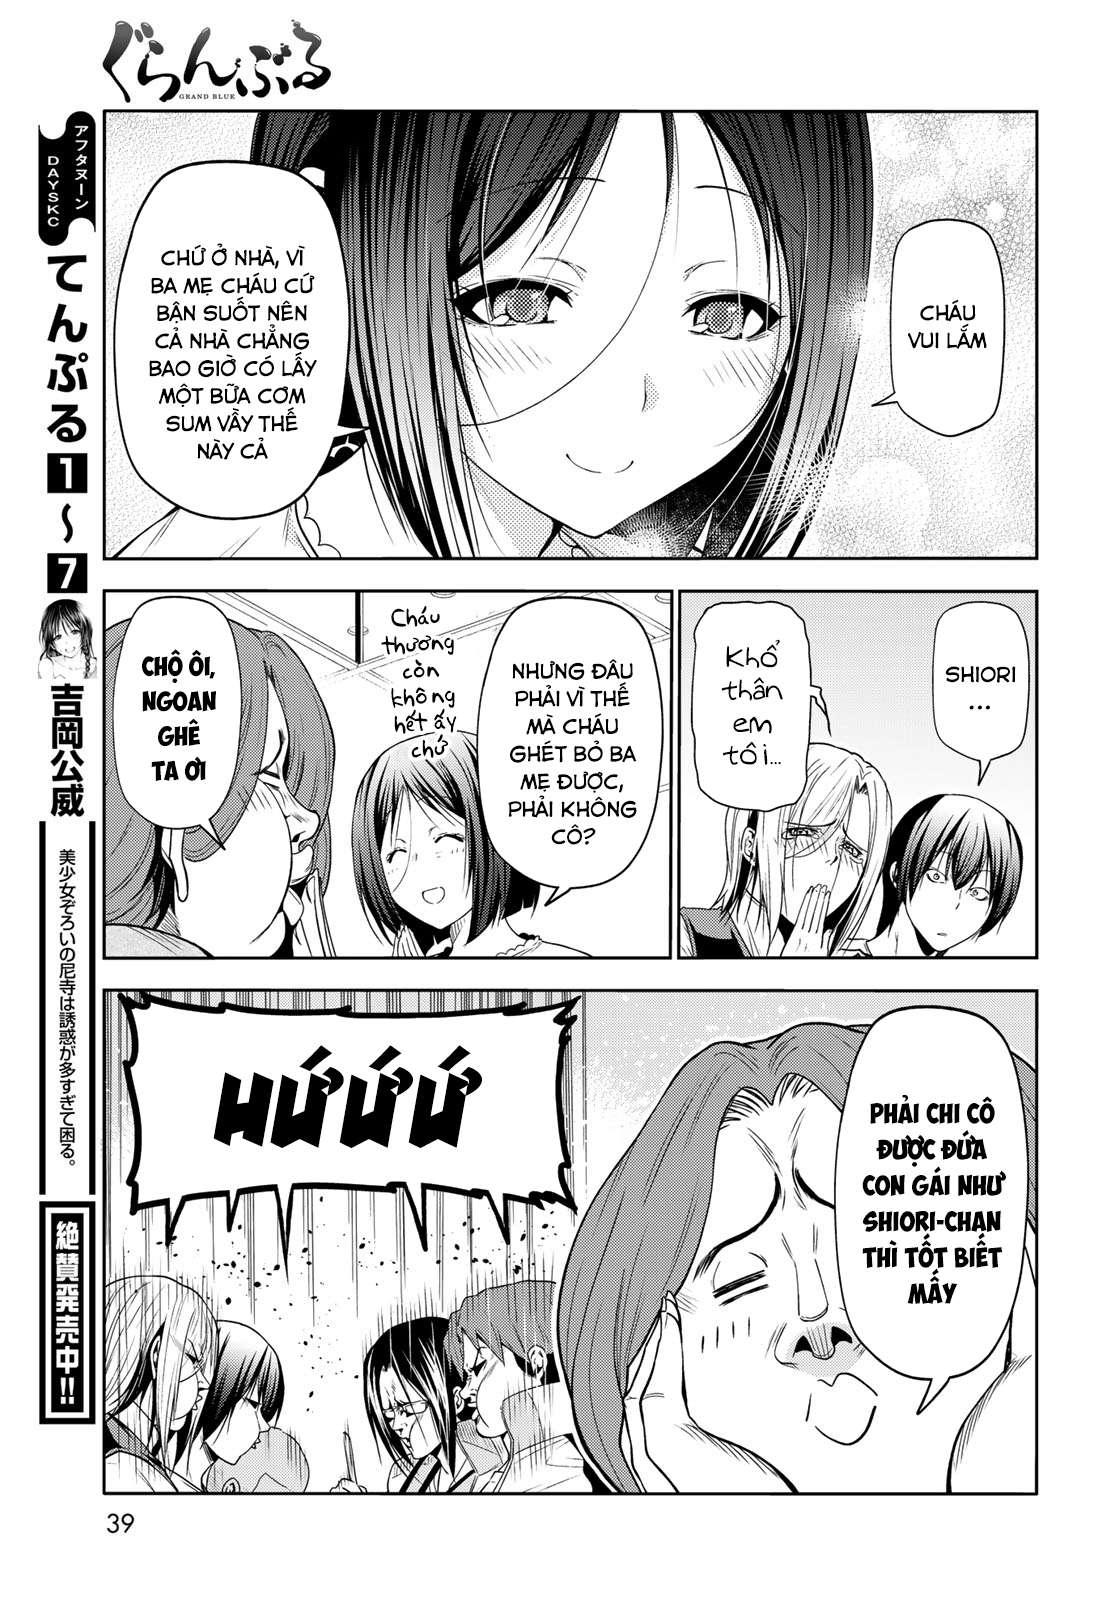 ぐらんぶる
GRAND BLUE
アフタヌーン
DAYSKC
てんぷる1～7
吉岡公威
美少女ぞろいの尼寺は誘惑が多すぎて困る。
絶賛発売中!!
CHÁU
VUI LẮM
CHỨ Ở NHÀ, VÌ
BA MẸ CHÁU CỨ
BẬN SUỐT NÊN
CẢ NHÀ CHẲNG
BAO GIỜ CÓ LẤY
MỘT BỮA CƠM
SUM VẦY THẾ
NÀY CẢ
SHIORI
...
Khổ
thân
em
tôi...
NHƯNG ĐÂU
PHẢI VÌ THẾ
MÀ CHÁU
GHÉT BỎ BA
MẸ ĐƯỢC,
PHẢI KHÔNG
CÔ?
Cháu
thương
còn
không
hết ấy
chứ
CHỘ ÔI,
NGOAN
GHÊ
TA ƠI
PHẢI CHI CÔ
ĐƯỢC ĐỨA
CON GÁI NHƯ
SHIORI-CHAN
THÌ TỐT BIẾT
MẤY
HỨỨỨ
39